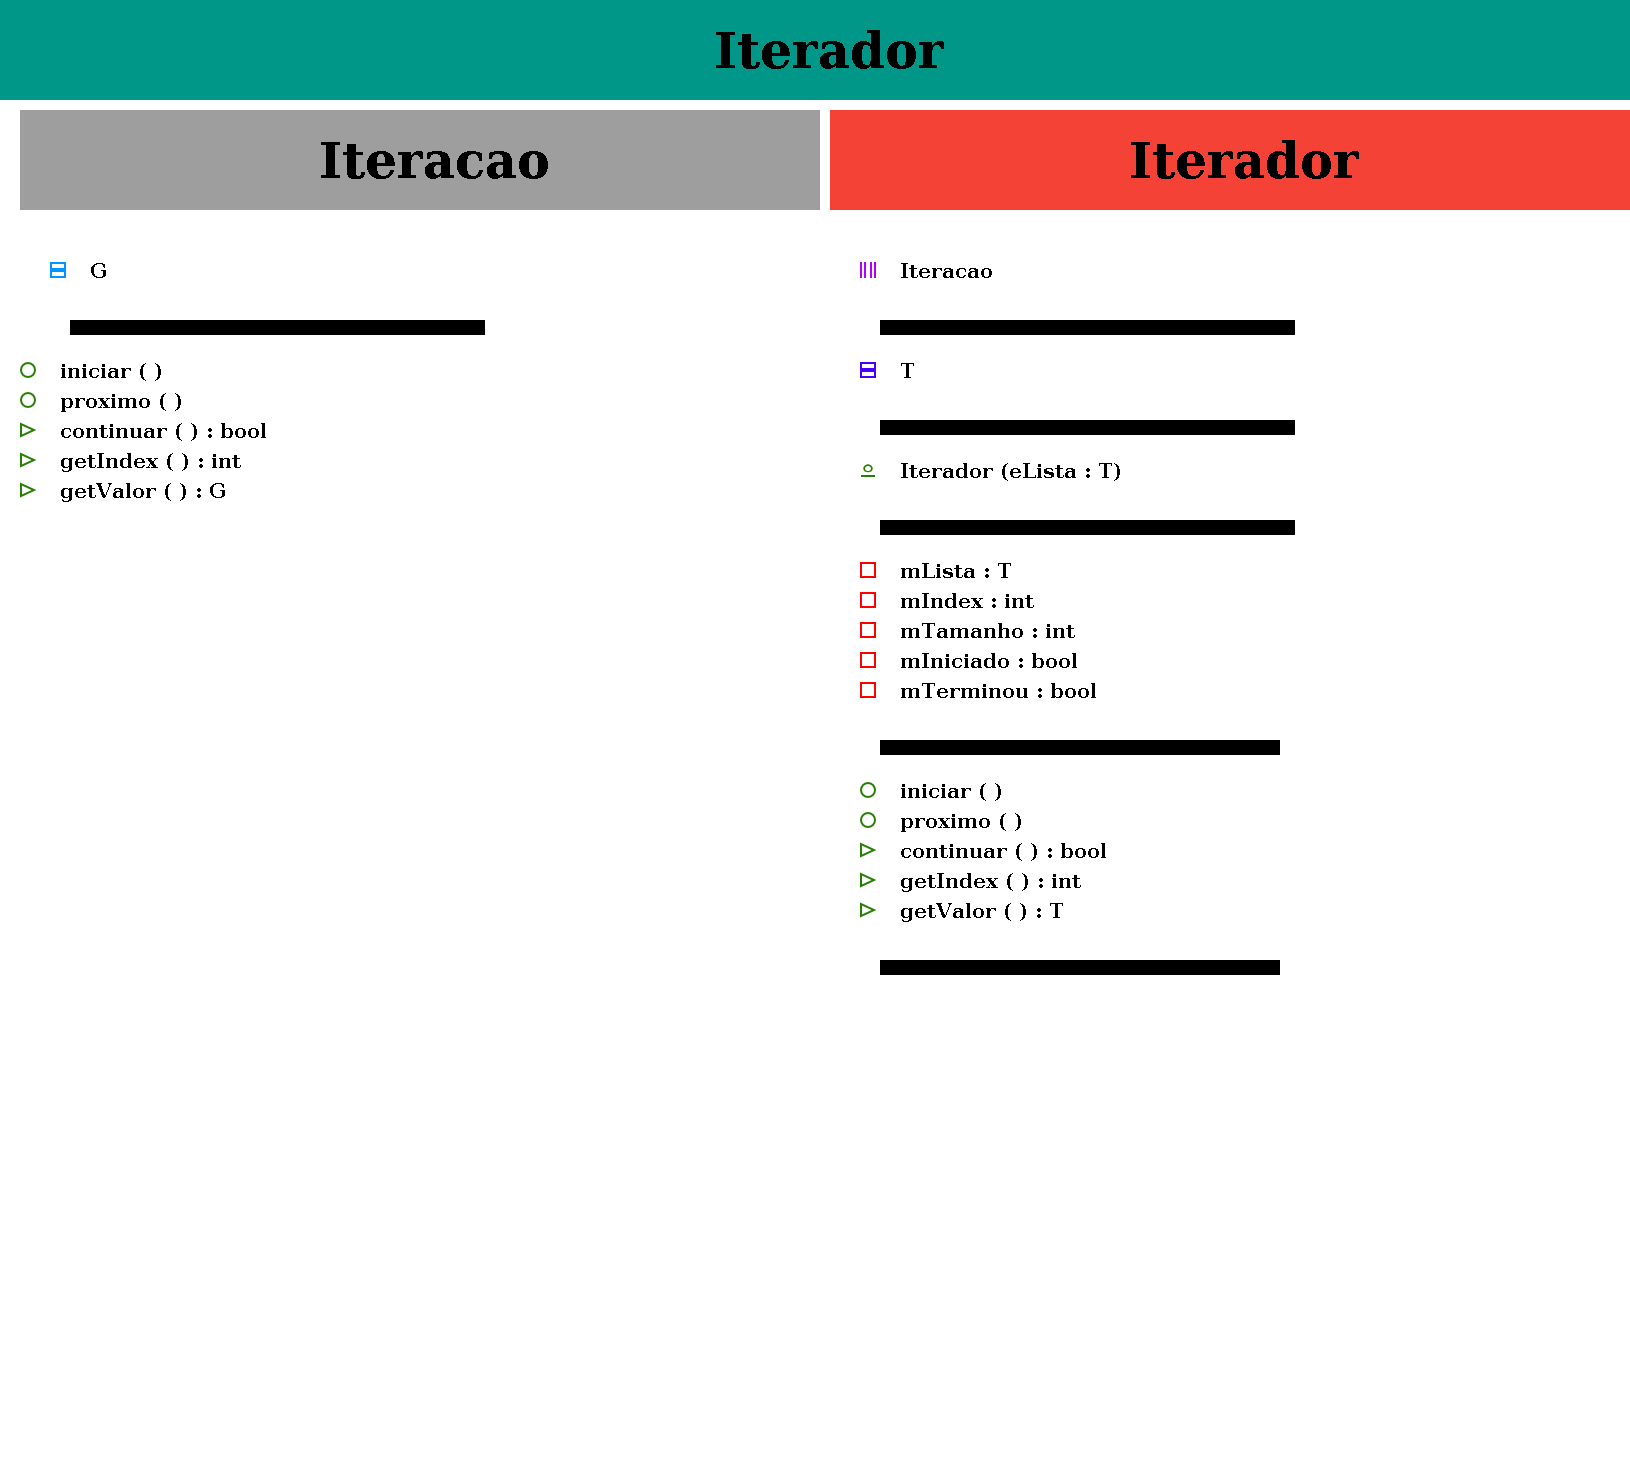 Iterador
Iteracao
G
iniciar ( )
proximo ( )
continuar ( ) : bool
getIndex ( ) : int
getValor ( ) : G
Iterador
Iteracao
T
Iterador (eLista : T)
mLista : T
mIndex : int
mTamanho : int
mIniciado : bool
mTerminou : bool
iniciar ( )
proximo ( )
continuar ( ) : bool
getIndex ( ) : int
getValor ( ) : T